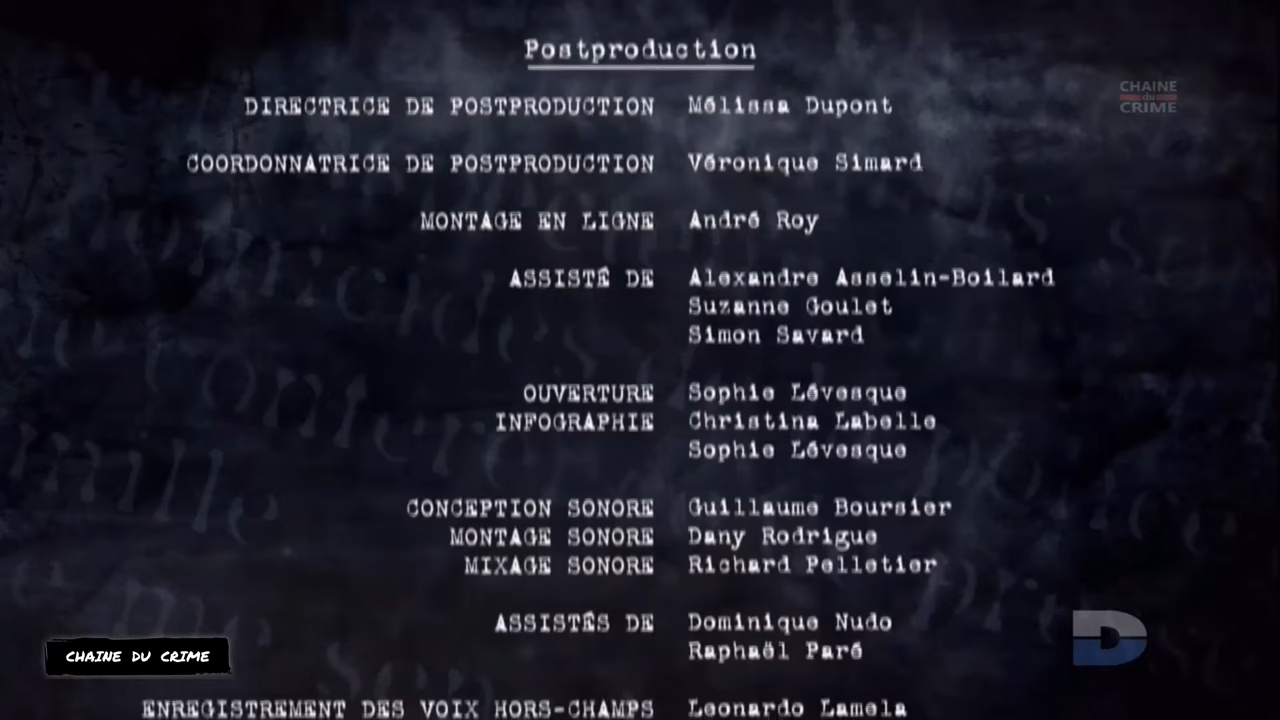 Postproduction
CHAINE
du
CRIME
DIRECTRICE DE POSTPRODUCTION Mélissa Dupont
COORDONNATRICE DE POSTPRODUCTION Véronique Simard
MONTAGE EN LIGNE André Roy
ASSISTÉ DE Alexandre Asselin-Boilard
Suzanne Goulet
Simon Savard
OUVERTURE Sophie Lévesque
INFOGRAPHIE Christina Labelle
Sophie Lévesque
CONCEPTION SONORE Guillaume Boursier
MONTAGE SONORE Dany Rodrigue
MIXAGE SONORE Richard Pelletier
ASSISTÉS DE Dominique Nudo
Raphaël Paré
D
CHAINE DU CRIME
ENREGISTREMENT DES VOIX HORS-CHAMPS Leonardo Lamela